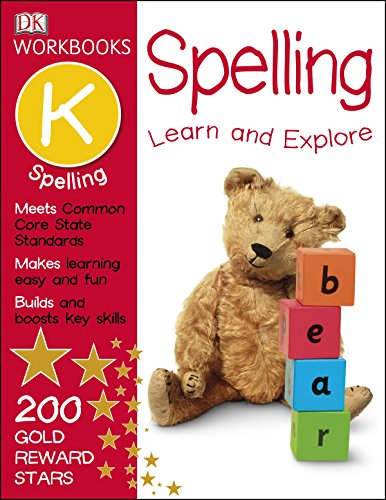 DK
WORKBOOKS
K
Spelling
Meets Common
Core State
Standards
Makes learning
easy and fun
Builds and
boosts key skills
200
GOLD
REWARD
STARS
Spelling
Learn and Explore
b
e
a
r